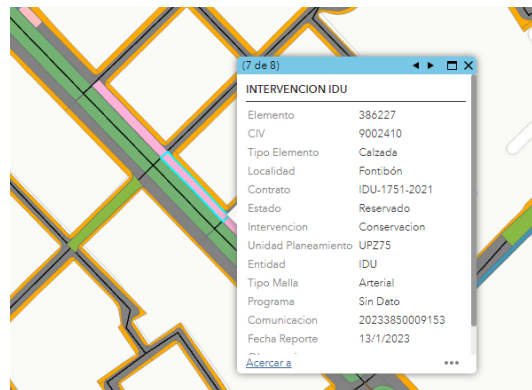 (7 de 8)
INTERVENCION IDU
Elemento 386227
CIV 9002410
Tipo Elemento Calzada
Localidad Fontibón
Contrato IDU-1751-2021
Estado Reservado
Intervencion Conservacion
Unidad Planeamiento UPZ75
Entidad IDU
Tipo Malla Arterial
Programa Sin Dato
Comunicacion 20233850009153
Fecha Reporte 13/1/2023
Acercar a